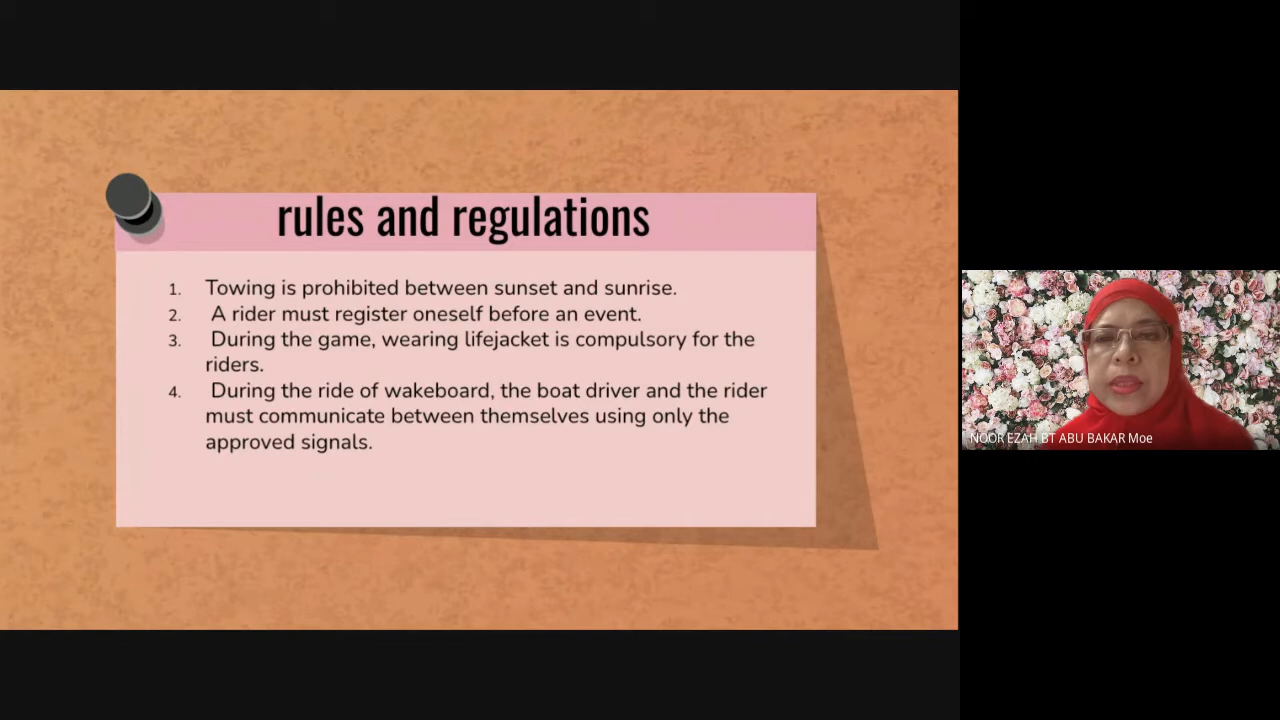 rules and regulations
1. Towing is prohibited between sunset and sunrise.
2. A rider must register oneself before an event.
3. During the game, wearing lifejacket is compulsory for the
riders.
4. During the ride of wakeboard, the boat driver and the rider
must communicate between themselves using only the
approved signals.
NOOR EZAH BT ABU BAKAR Moe